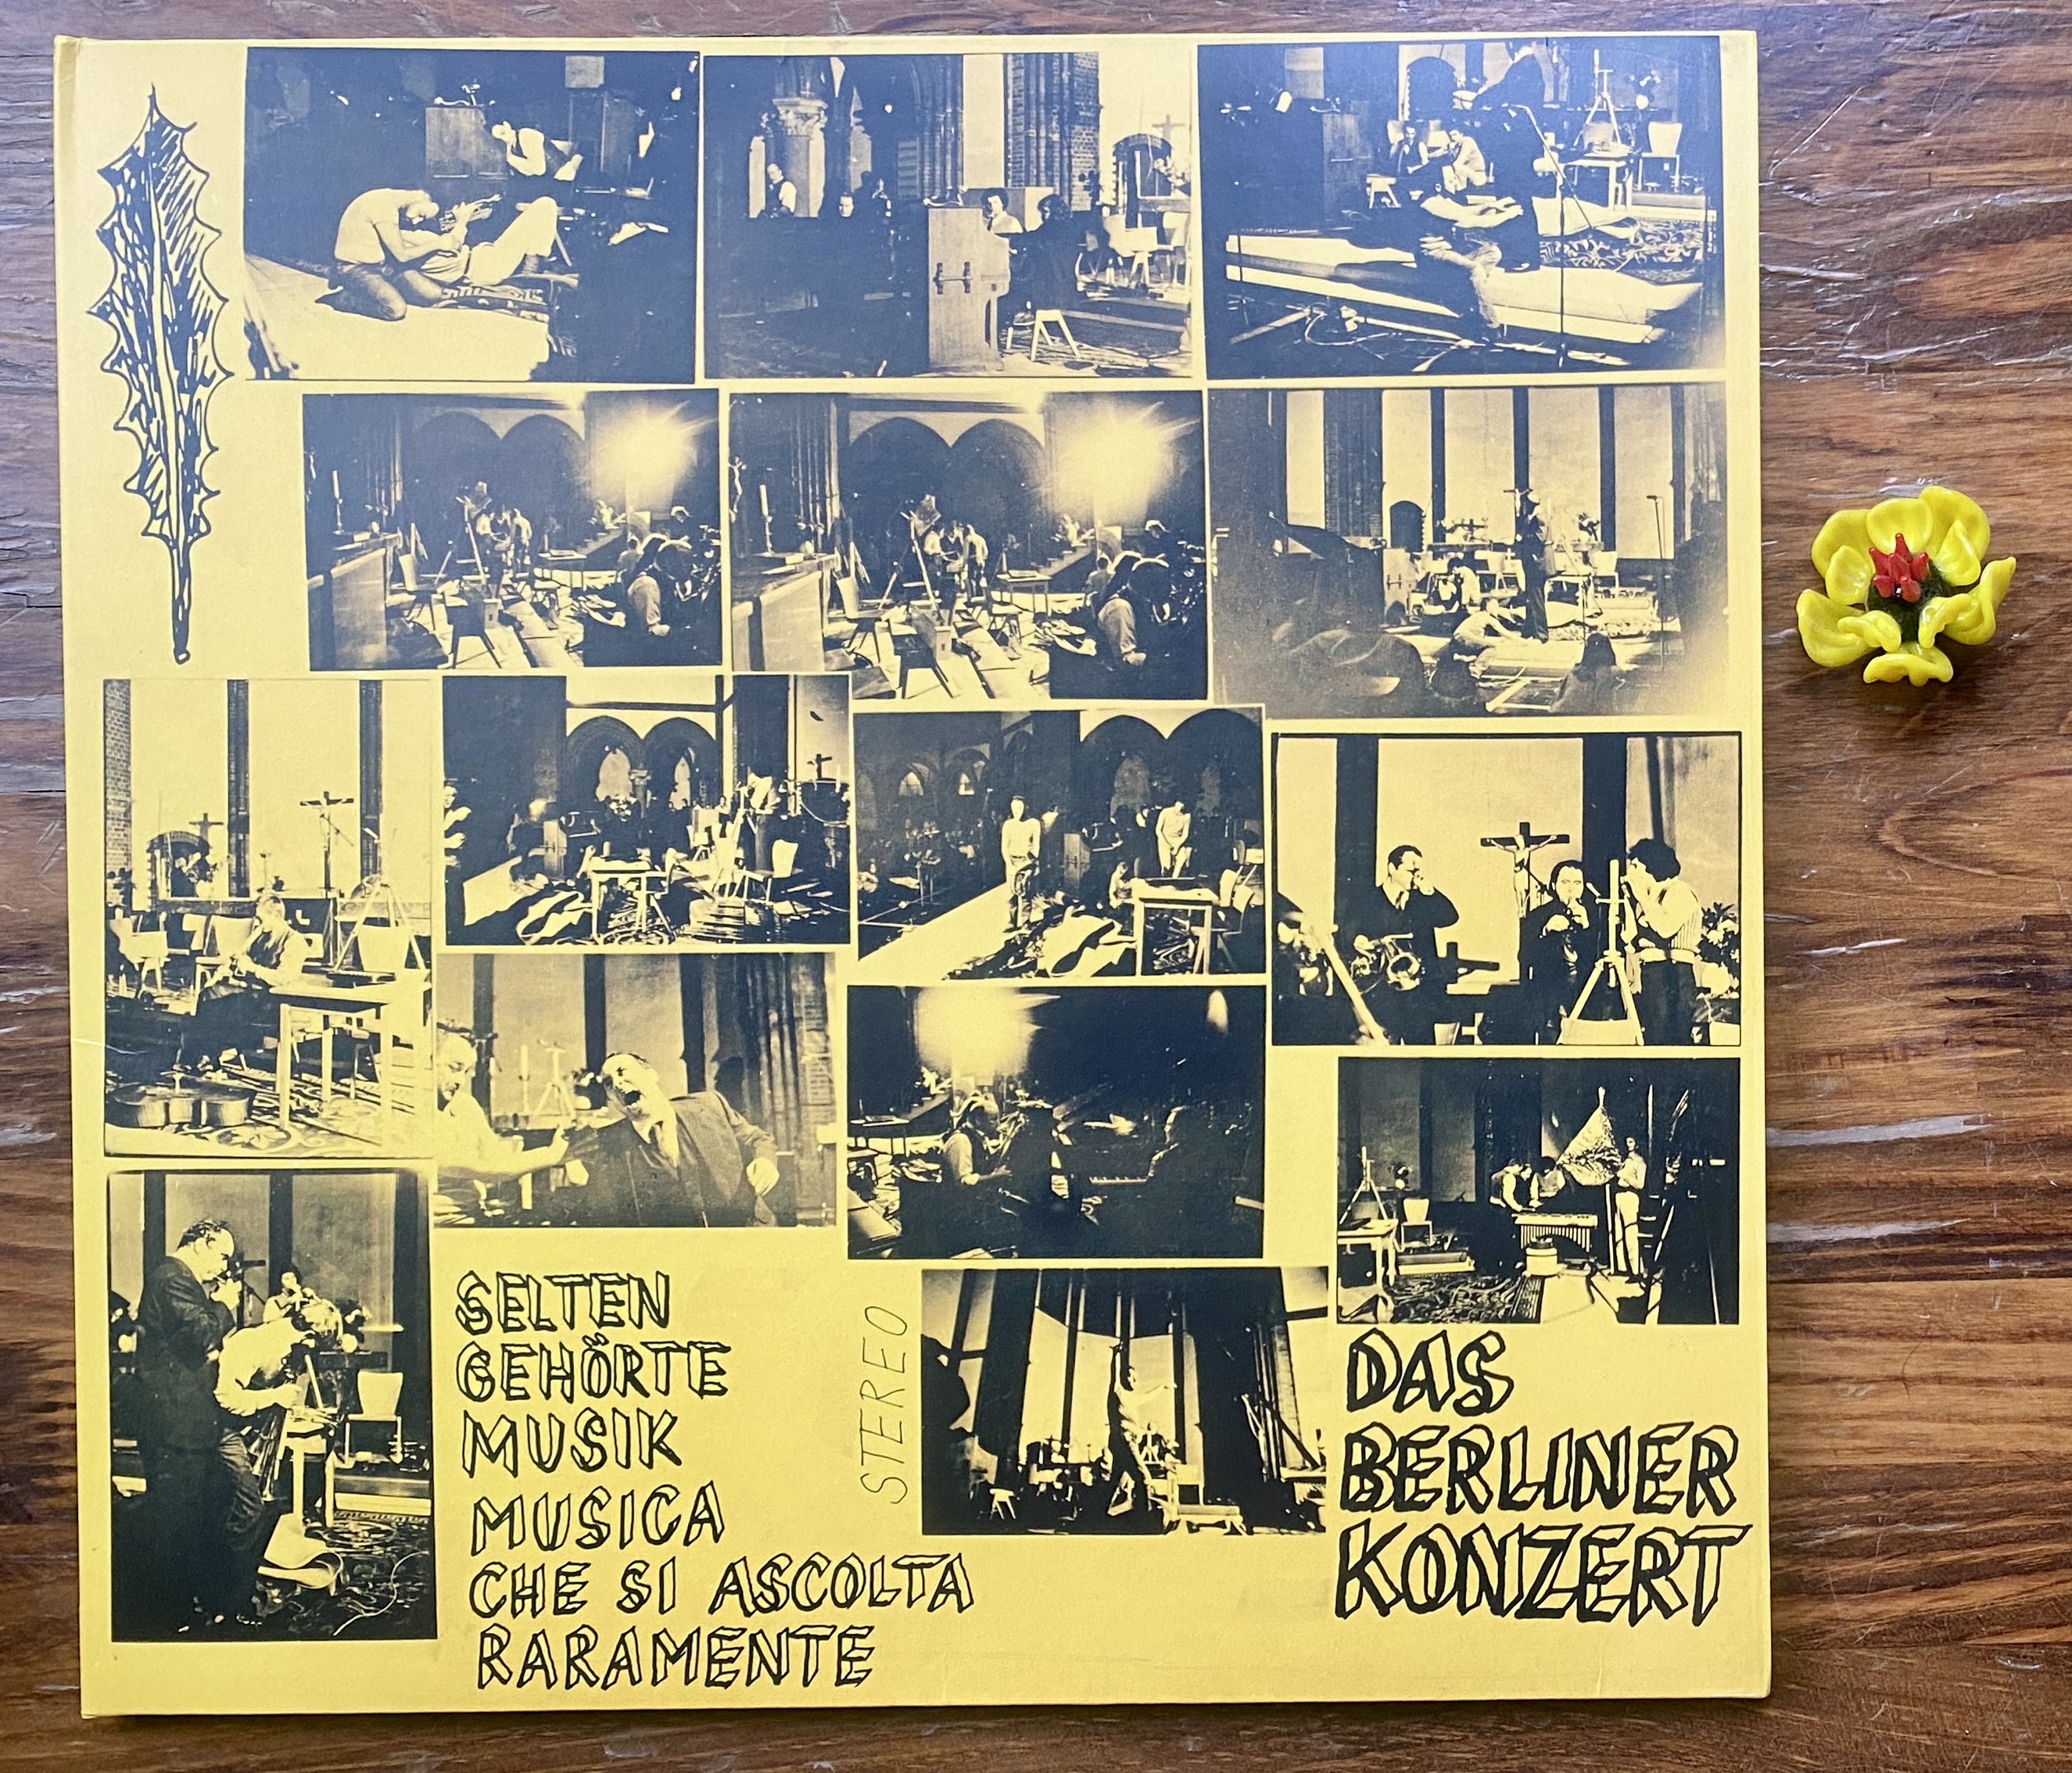 SELTEN
GEHÖRTE
MUSIK
MUSICA
CHE SI ASCOLTA
RARAMENTE
STEREO
DAS
BERLINER
KONZERT